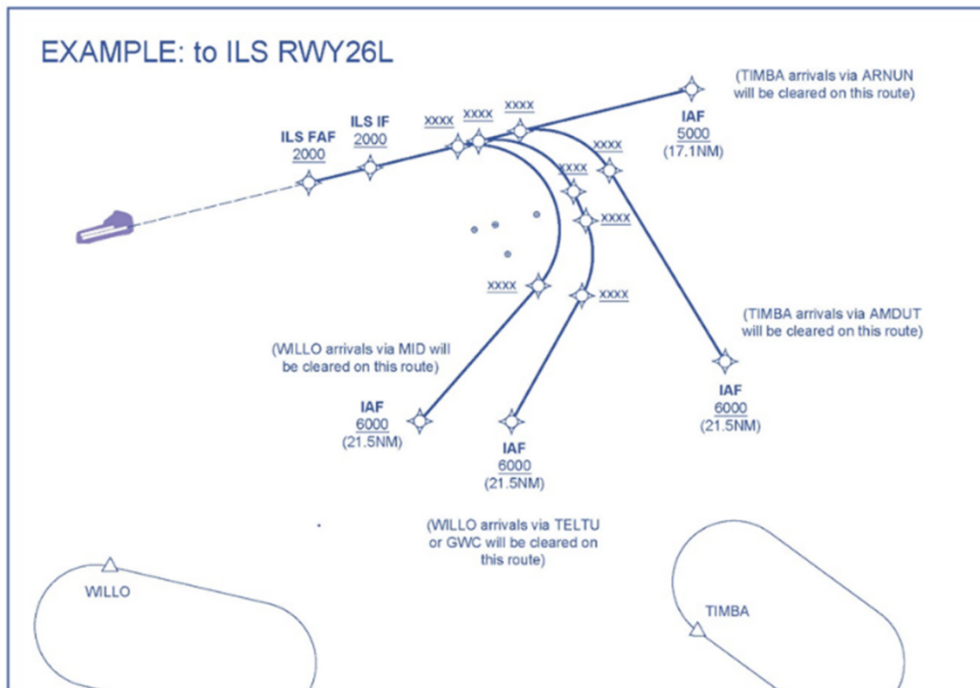 EXAMPLE: to ILS RWY26L
(TIMBA arrivals via ARNUN
will be cleared on this route)
IAF
5000
(17.1NM)
xxxx
xxxx
xxxx
ILS IF
2000
ILS FAF
2000
xxxx
xxxx
xxxx
xxxx
xxxx
(TIMBA arrivals via AMDUT
will be cleared on this route)
(WILLO arrivals via MID will
be cleared on this route)
IAF
6000
(21.5NM)
IAF
6000
(21.5NM)
IAF
6000
(21.5NM)
(WILLO arrivals via TELTU
or GWC will be cleared on
this route)
WILLO
TIMBA